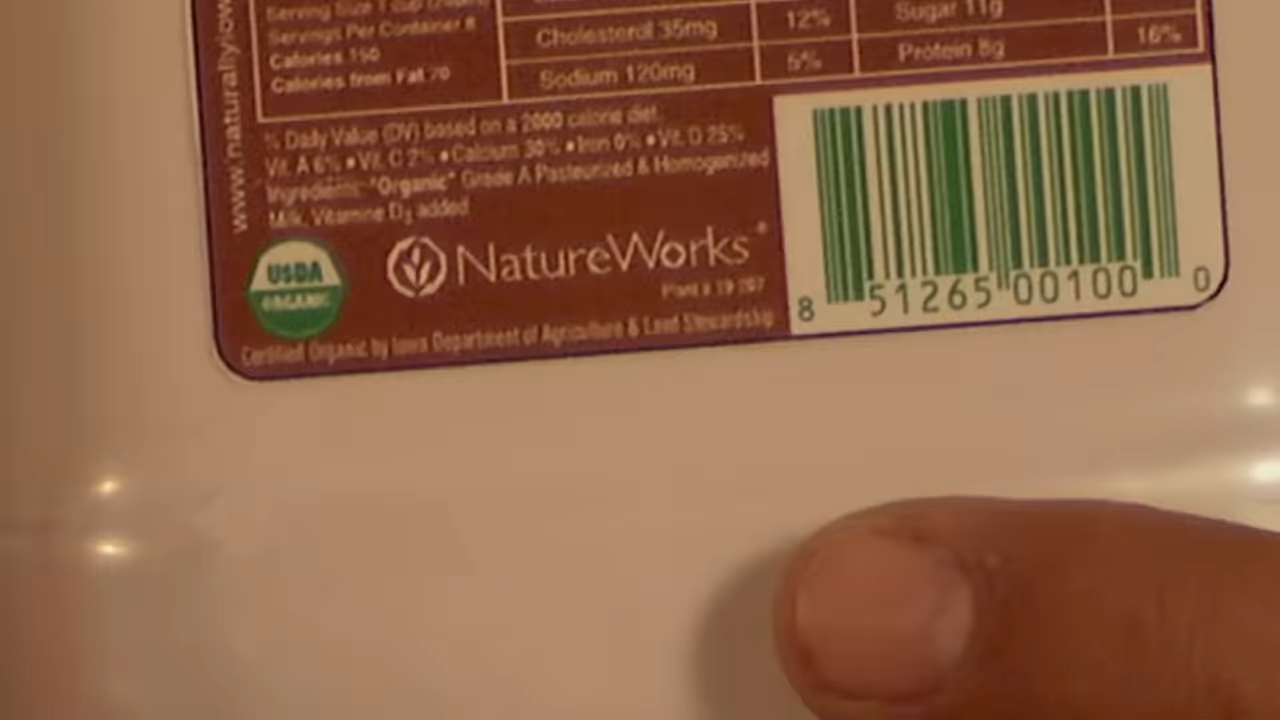 www.naturallyiow
Serving Size 1 cup
Servings Per Container 8
Calories 150
Calories from Fat 70
Cholesterol 35mg 12% Sugar 11g
Sodium 120mg 5% Protein 8g 16%
% Daily Value (DV) based on a 2000 calorie diet.
Vit. A 6% • Vit. C 2% • Calcium 30% • Iron 0% • Vit. D 25%
Ingredients: "Organic" Grade A Pasteurized & Homogenized
Milk, Vitamine D3 added
USDA
ORGANIC
NatureWorks®
Plant # 19-207
Certified Organic by Iowa Department of Agriculture & Land Stewardship
8 51265 00100 0